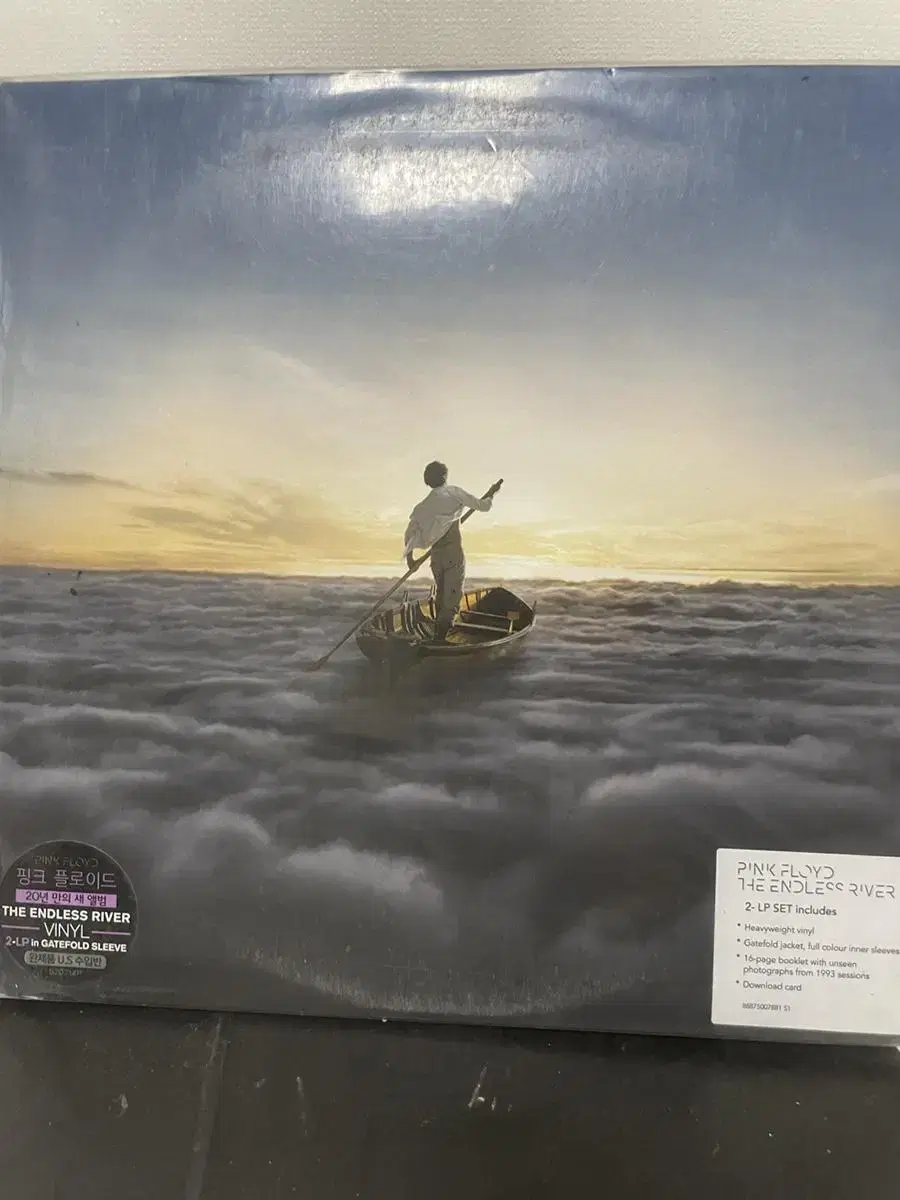 PINK FLOYD
핑크 플로이드
20년 만의 새 앨범
THE ENDLESS RIVER
VINYL
2-LP in GATEFOLD SLEEVE
완제품 U.S 수입반
PINK FLOYD
THE ENDLESS RIVER
2- LP SET includes
* Heavyweight vinyl
* Gatefold jacket, full colour inner sleeves
* 16-page booklet with unseen
photographs from 1993 sessions
* Download card
88875007881 S1